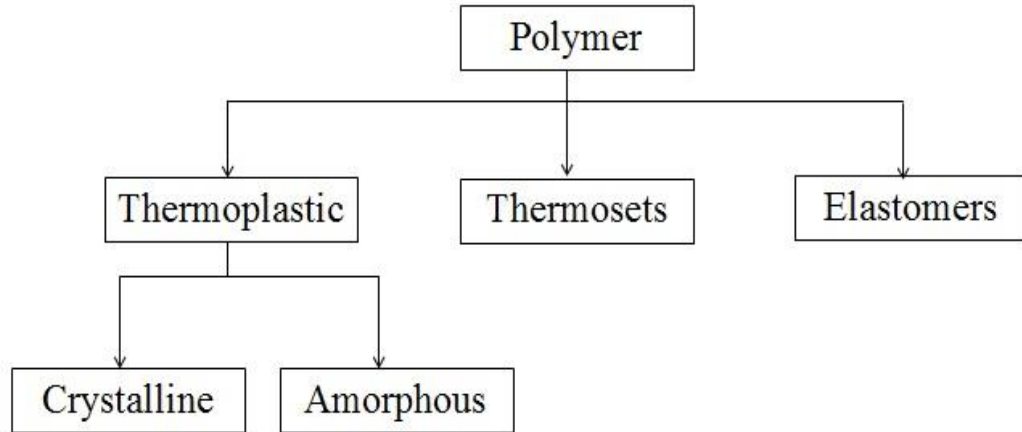 Polymer
Thermoplastic
Thermosets
Elastomers
Crystalline
Amorphous